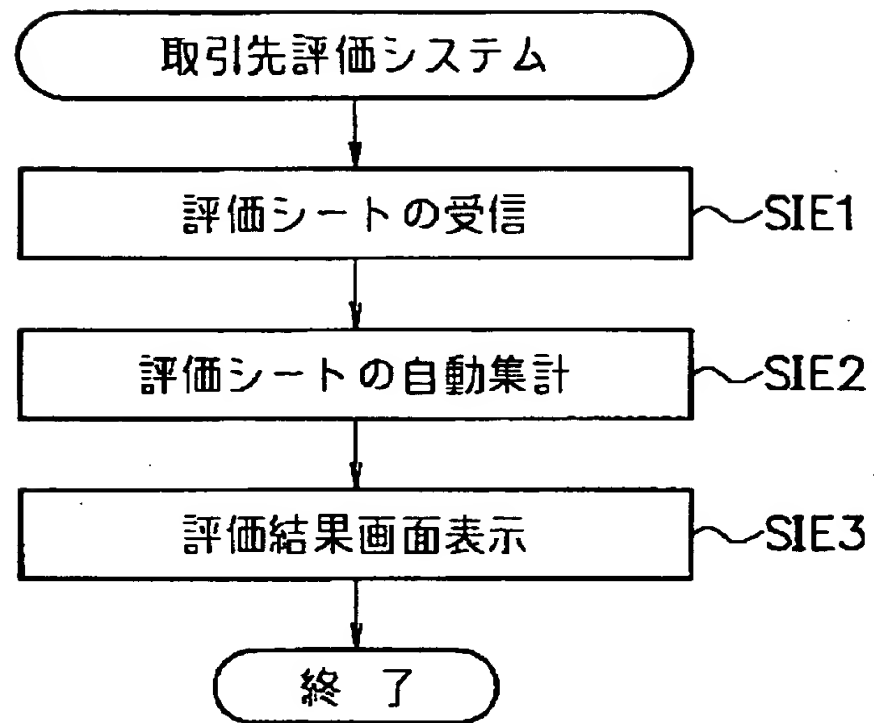 取引先評価システム
評価シートの受信
SIE1
評価シートの自動集計
SIE2
評価結果画面表示
SIE3
終 了